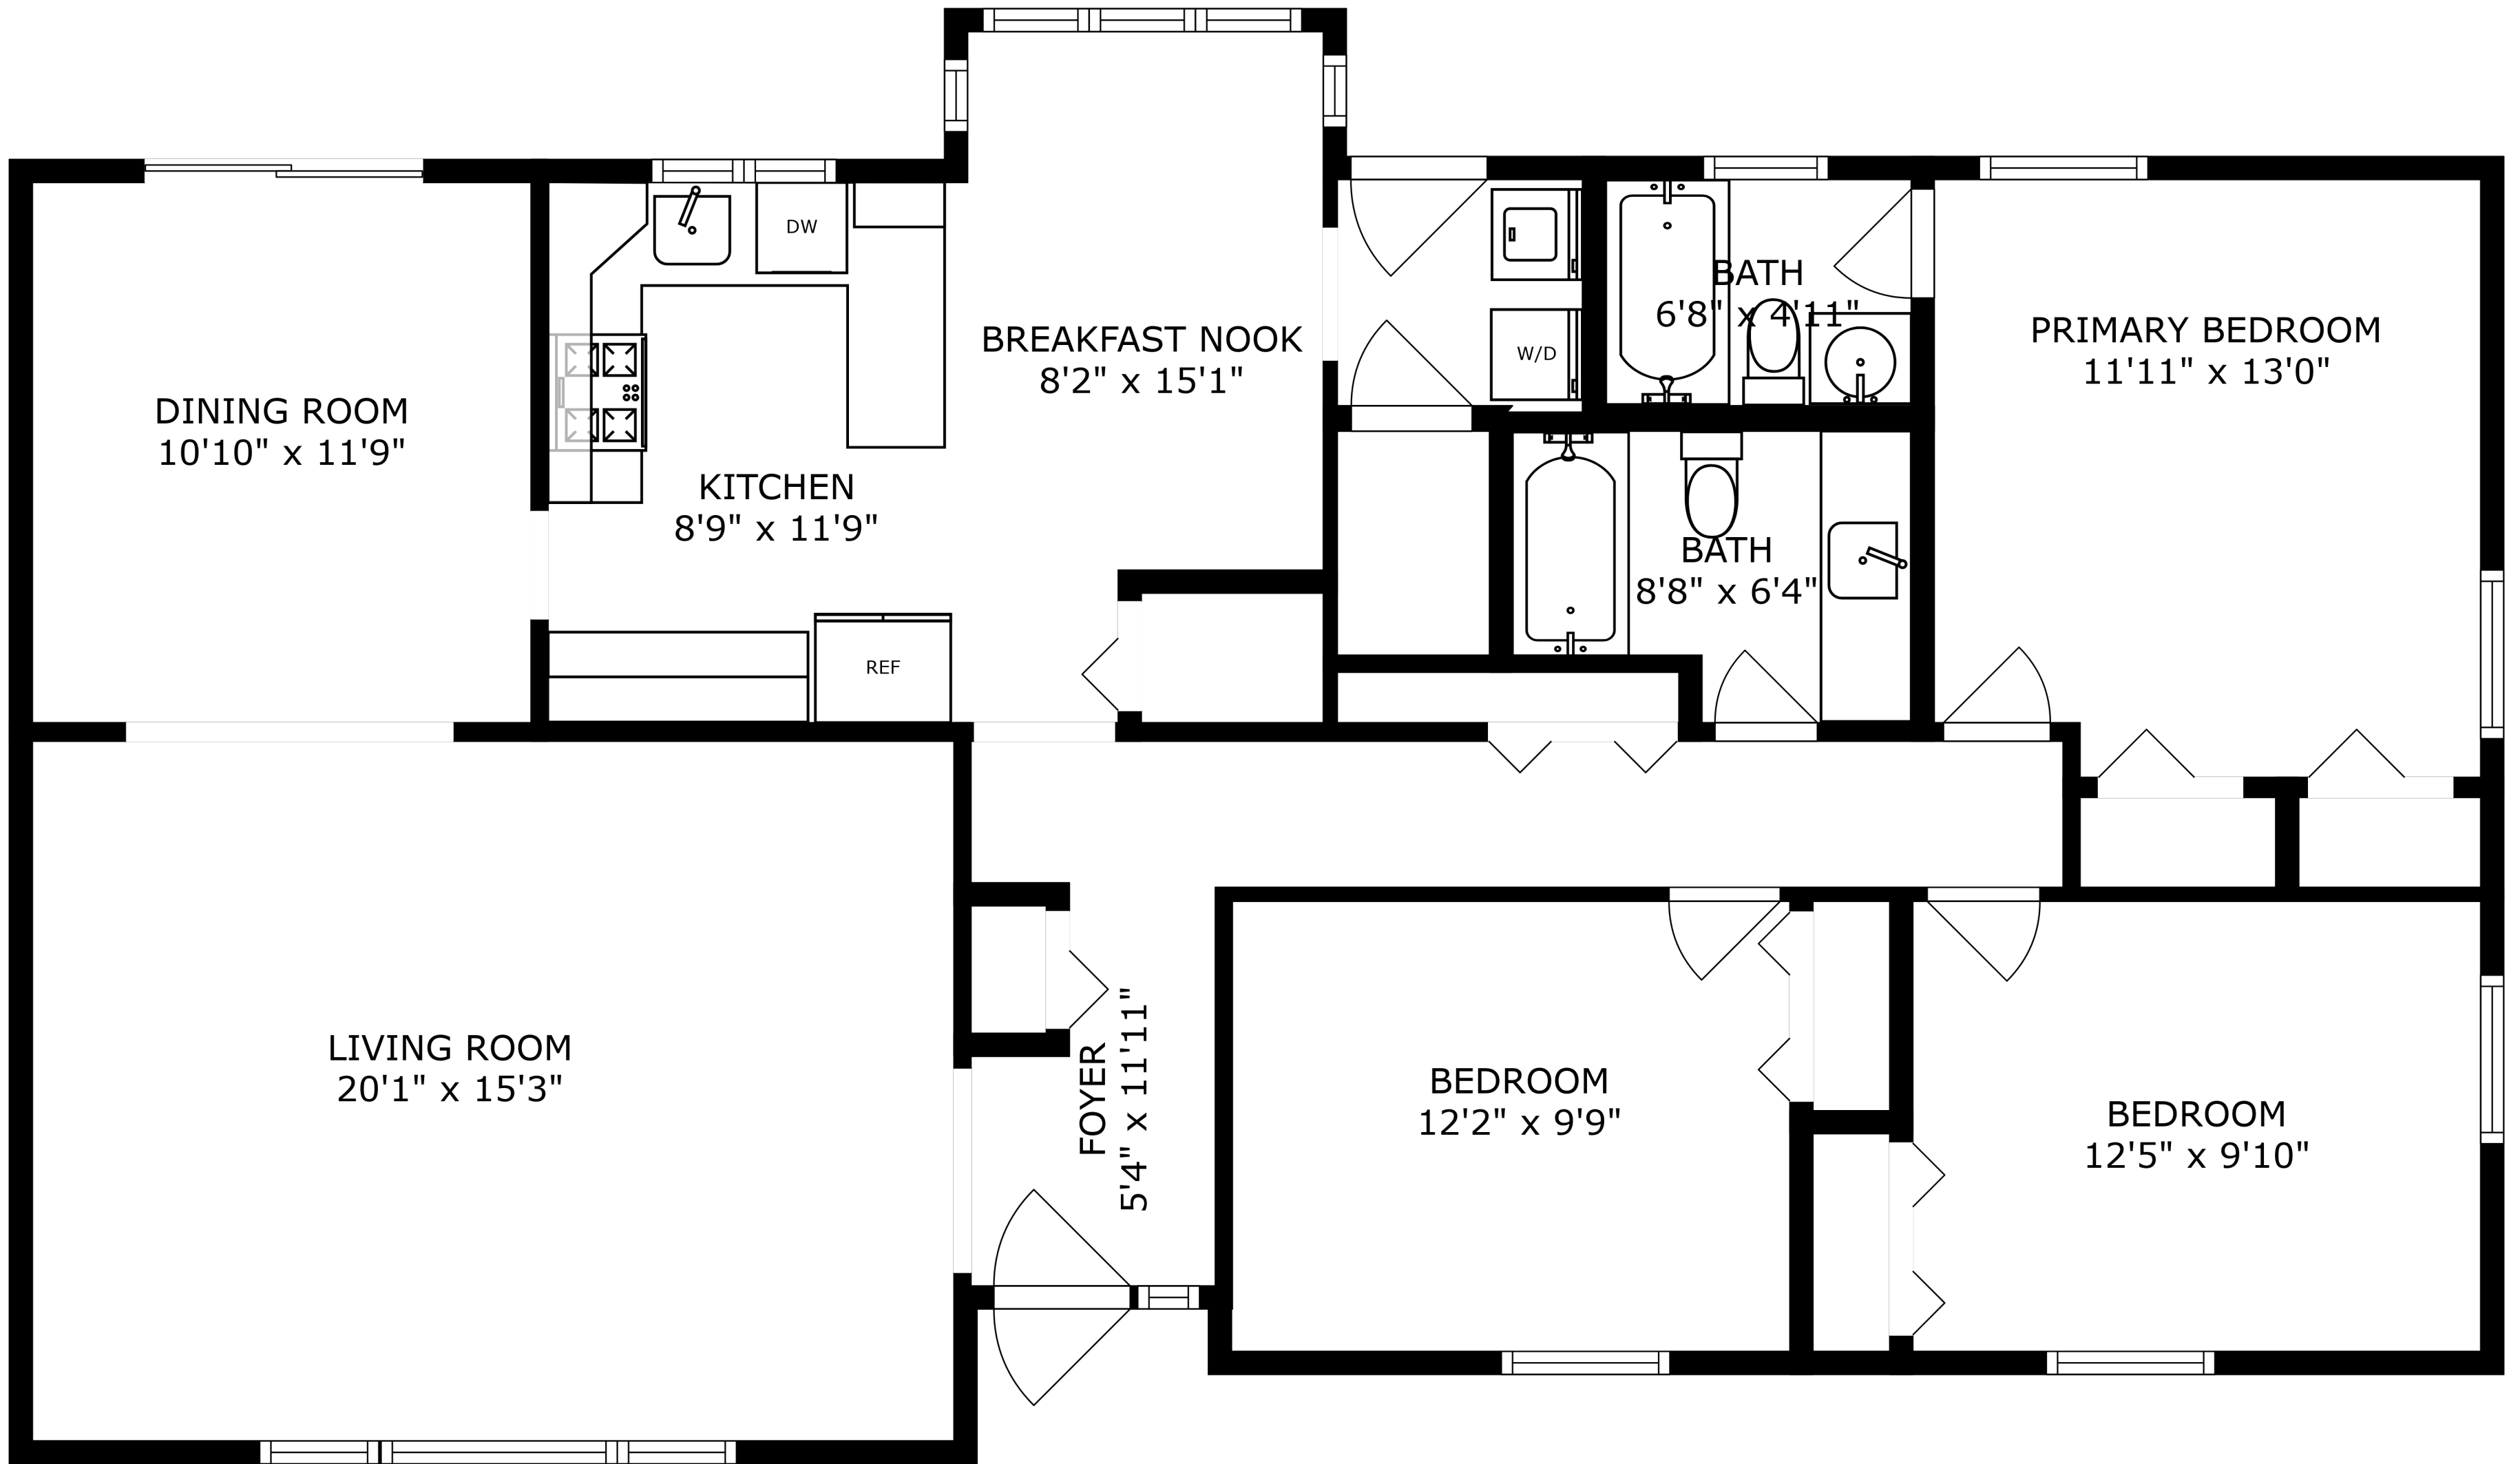 DW
BATH
6'8" x 4'11"
BREAKFAST NOOK
8'2" x 15'1"
W/D
PRIMARY BEDROOM
11'11" x 13'0"
DINING ROOM
10'10" x 11'9"
KITCHEN
8'9" x 11'9"
BATH
8'8" x 6'4"
REF
LIVING ROOM
20'1" x 15'3"
FOYER
5'4" x 11'11"
BEDROOM
12'2" x 9'9"
BEDROOM
12'5" x 9'10"